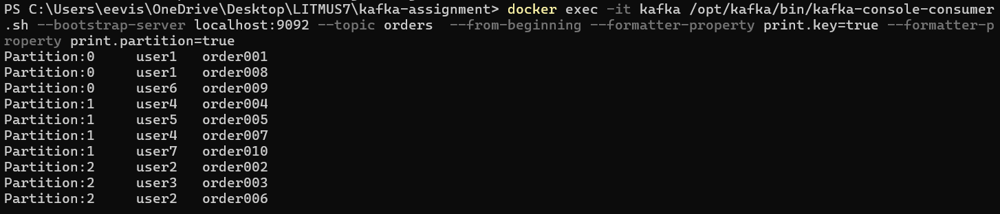 PS C:\Users\eevis\OneDrive\Desktop\LITMUS7\kafka-assignment> docker exec -it kafka /opt/kafka/bin/kafka-console-consumer
.sh --bootstrap-server localhost:9092 --topic orders  --from-beginning --formatter-property print.key=true --formatter-p
roperty print.partition=true
Partition:0     user1   order001
Partition:0     user1   order008
Partition:0     user6   order009
Partition:1     user4   order004
Partition:1     user5   order005
Partition:1     user4   order007
Partition:1     user7   order010
Partition:2     user2   order002
Partition:2     user3   order003
Partition:2     user2   order006